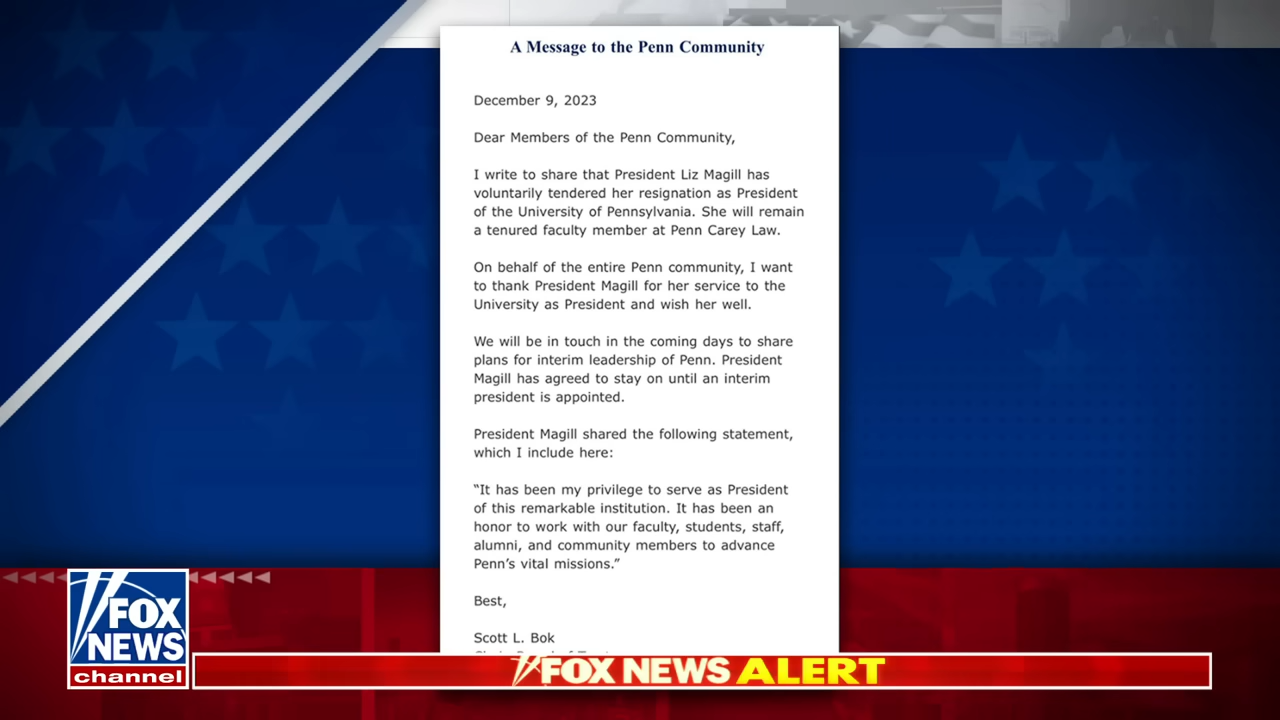 A Message to the Penn Community
December 9, 2023
Dear Members of the Penn Community,
I write to share that President Liz Magill has
voluntarily tendered her resignation as President
of the University of Pennsylvania. She will remain
a tenured faculty member at Penn Carey Law.
On behalf of the entire Penn community, I want
to thank President Magill for her service to the
University as President and wish her well.
We will be in touch in the coming days to share
plans for interim leadership of Penn. President
Magill has agreed to stay on until an interim
president is appointed.
President Magill shared the following statement,
which I include here:
“It has been my privilege to serve as President
of this remarkable institution. It has been an
honor to work with our faculty, students, staff,
alumni, and community members to advance
Penn’s vital missions.”
Best,
Scott L. Bok
FOX
NEWS
channel
FOX NEWS ALERT